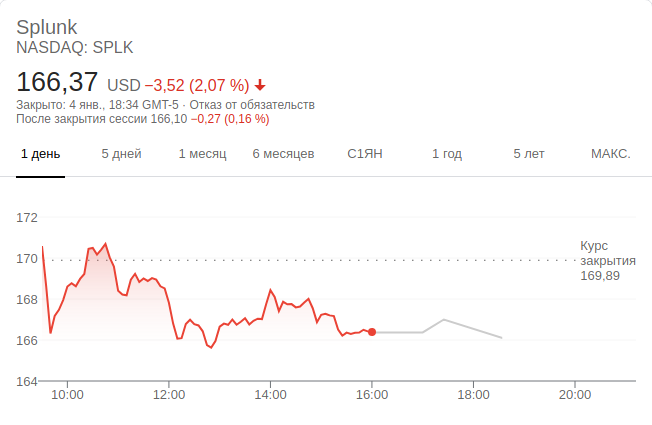 Splunk
NASDAQ: SPLK
166,37 USD −3,52 (2,07 %)
Закрыто: 4 янв., 18:34 GMT-5 · Отказ от обязательств
После закрытия сессии 166,10 −0,27 (0,16 %)
1 день 5 дней 1 месяц 6 месяцев С1ЯН 1 год 5 лет МАКС.
172
170
168
166
164
Курс
закрытия
169,89
10:00 12:00 14:00 16:00 18:00 20:00